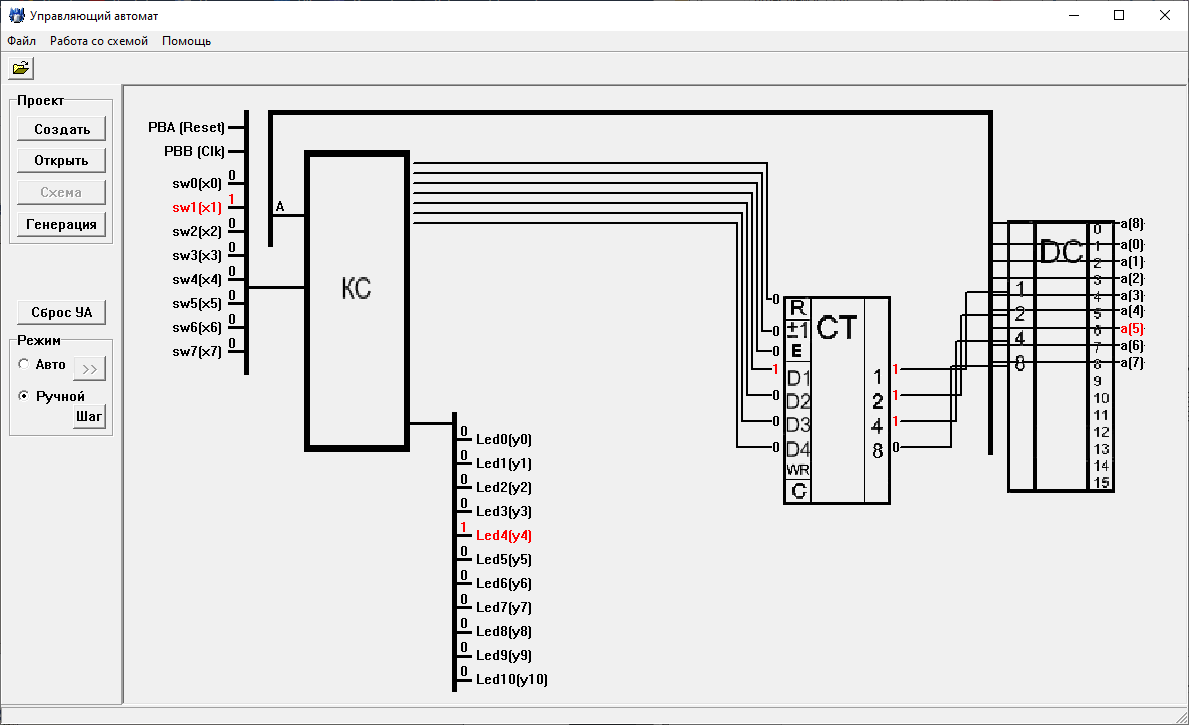 Управляющий автомат
Файл Работа со схемой Помощь
Проект
Создать
Открыть
Схема
Генерация
Сброс УА
Режим
Авто >>
Ручной
Шаг
PBA (Reset)
PBB (Clk)
sw0(x0) 0
sw1(x1) 1
sw2(x2) 0
sw3(x3) 0
sw4(x4) 0
sw5(x5) 0
sw6(x6) 0
sw7(x7) 0
A
КС
0 Led0(y0)
0 Led1(y1)
0 Led2(y2)
0 Led3(y3)
1 Led4(y4)
0 Led5(y5)
0 Led6(y6)
0 Led7(y7)
0 Led8(y8)
0 Led9(y9)
0 Led10(y10)
CT
0 R
0 ±1
0 E
1 D1 1 1
0 D2 2 1
0 D3 4 1
0 D4 8 0
WR
C
DC
1
2
4
8
0 a(8)
1 a(0)
2 a(1)
3 a(2)
4 a(3)
5 a(4)
6 a(5)
7 a(6)
8 a(7)
9
10
11
12
13
14
15